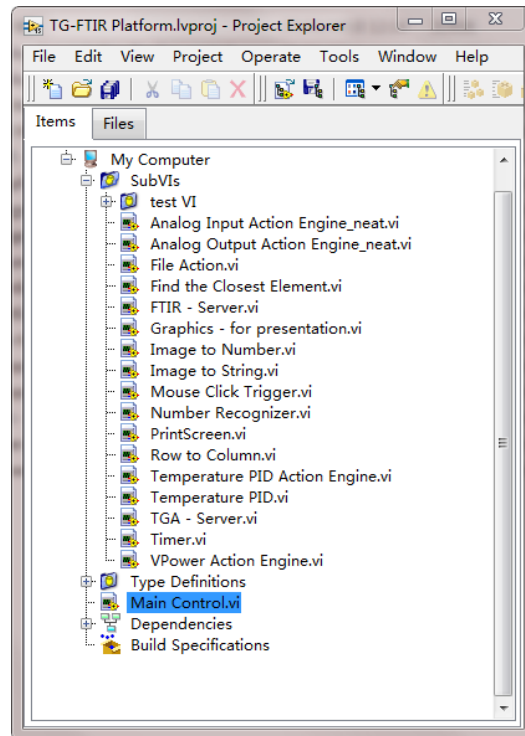 TG-FTIR Platform.lvproj - Project Explorer
File Edit View Project Operate Tools Window Help
Items Files
My Computer
SubVIs
test VI
Analog Input Action Engine_neat.vi
Analog Output Action Engine_neat.vi
File Action.vi
Find the Closest Element.vi
FTIR - Server.vi
Graphics - for presentation.vi
Image to Number.vi
Image to String.vi
Mouse Click Trigger.vi
Number Recognizer.vi
PrintScreen.vi
Row to Column.vi
Temperature PID Action Engine.vi
Temperature PID.vi
TGA - Server.vi
Timer.vi
VPower Action Engine.vi
Type Definitions
Main Control.vi
Dependencies
Build Specifications